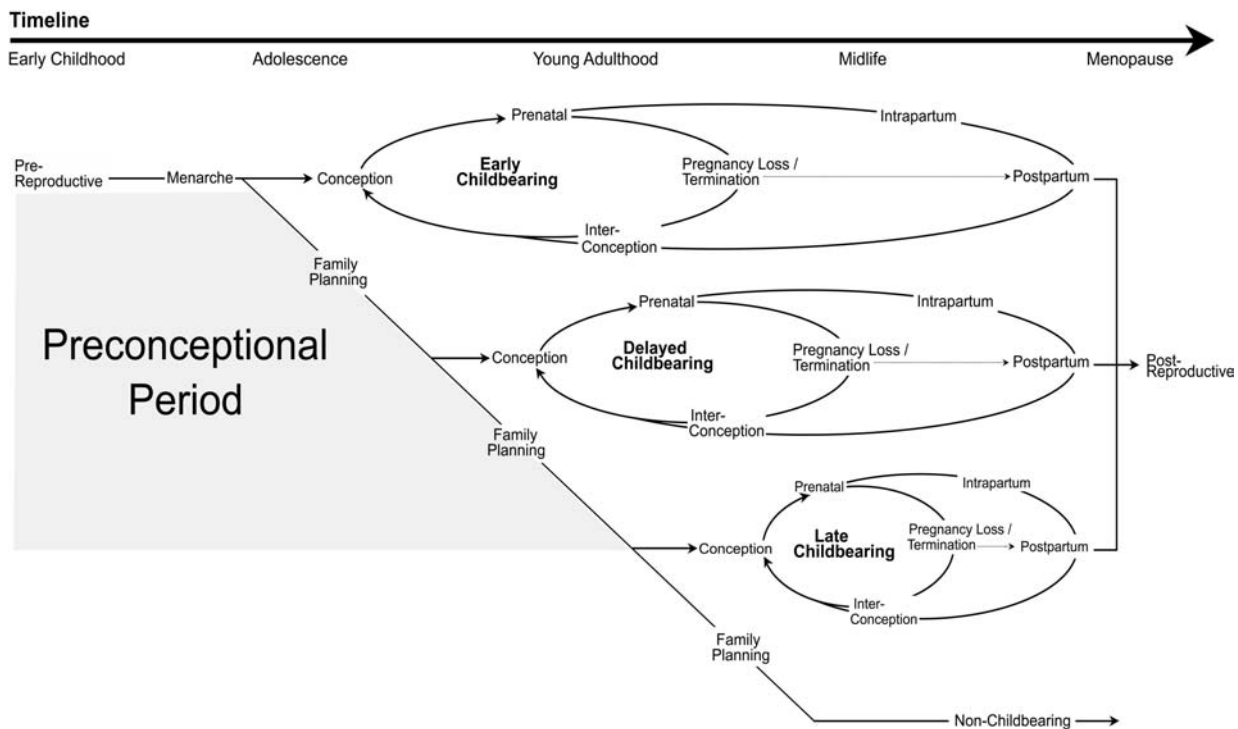 Timeline
Early Childhood
Adolescence
Young Adulthood
Midlife
Menopause
Prenatal
Intrapartum
Early
Childbearing
Pregnancy Loss /
Termination
Pre-
Reproductive
Menarche
Conception
Postpartum
Inter-
Conception
Family
Planning
Prenatal
Intrapartum
Preconceptional
Period
Conception
Delayed
Childbearing
Pregnancy Loss /
Termination
Postpartum
Post-
Reproductive
Inter-
Conception
Family
Planning
Prenatal
Intrapartum
Conception
Late
Childbearing
Pregnancy Loss /
Termination
Postpartum
Inter-
Conception
Family
Planning
Non-Childbearing